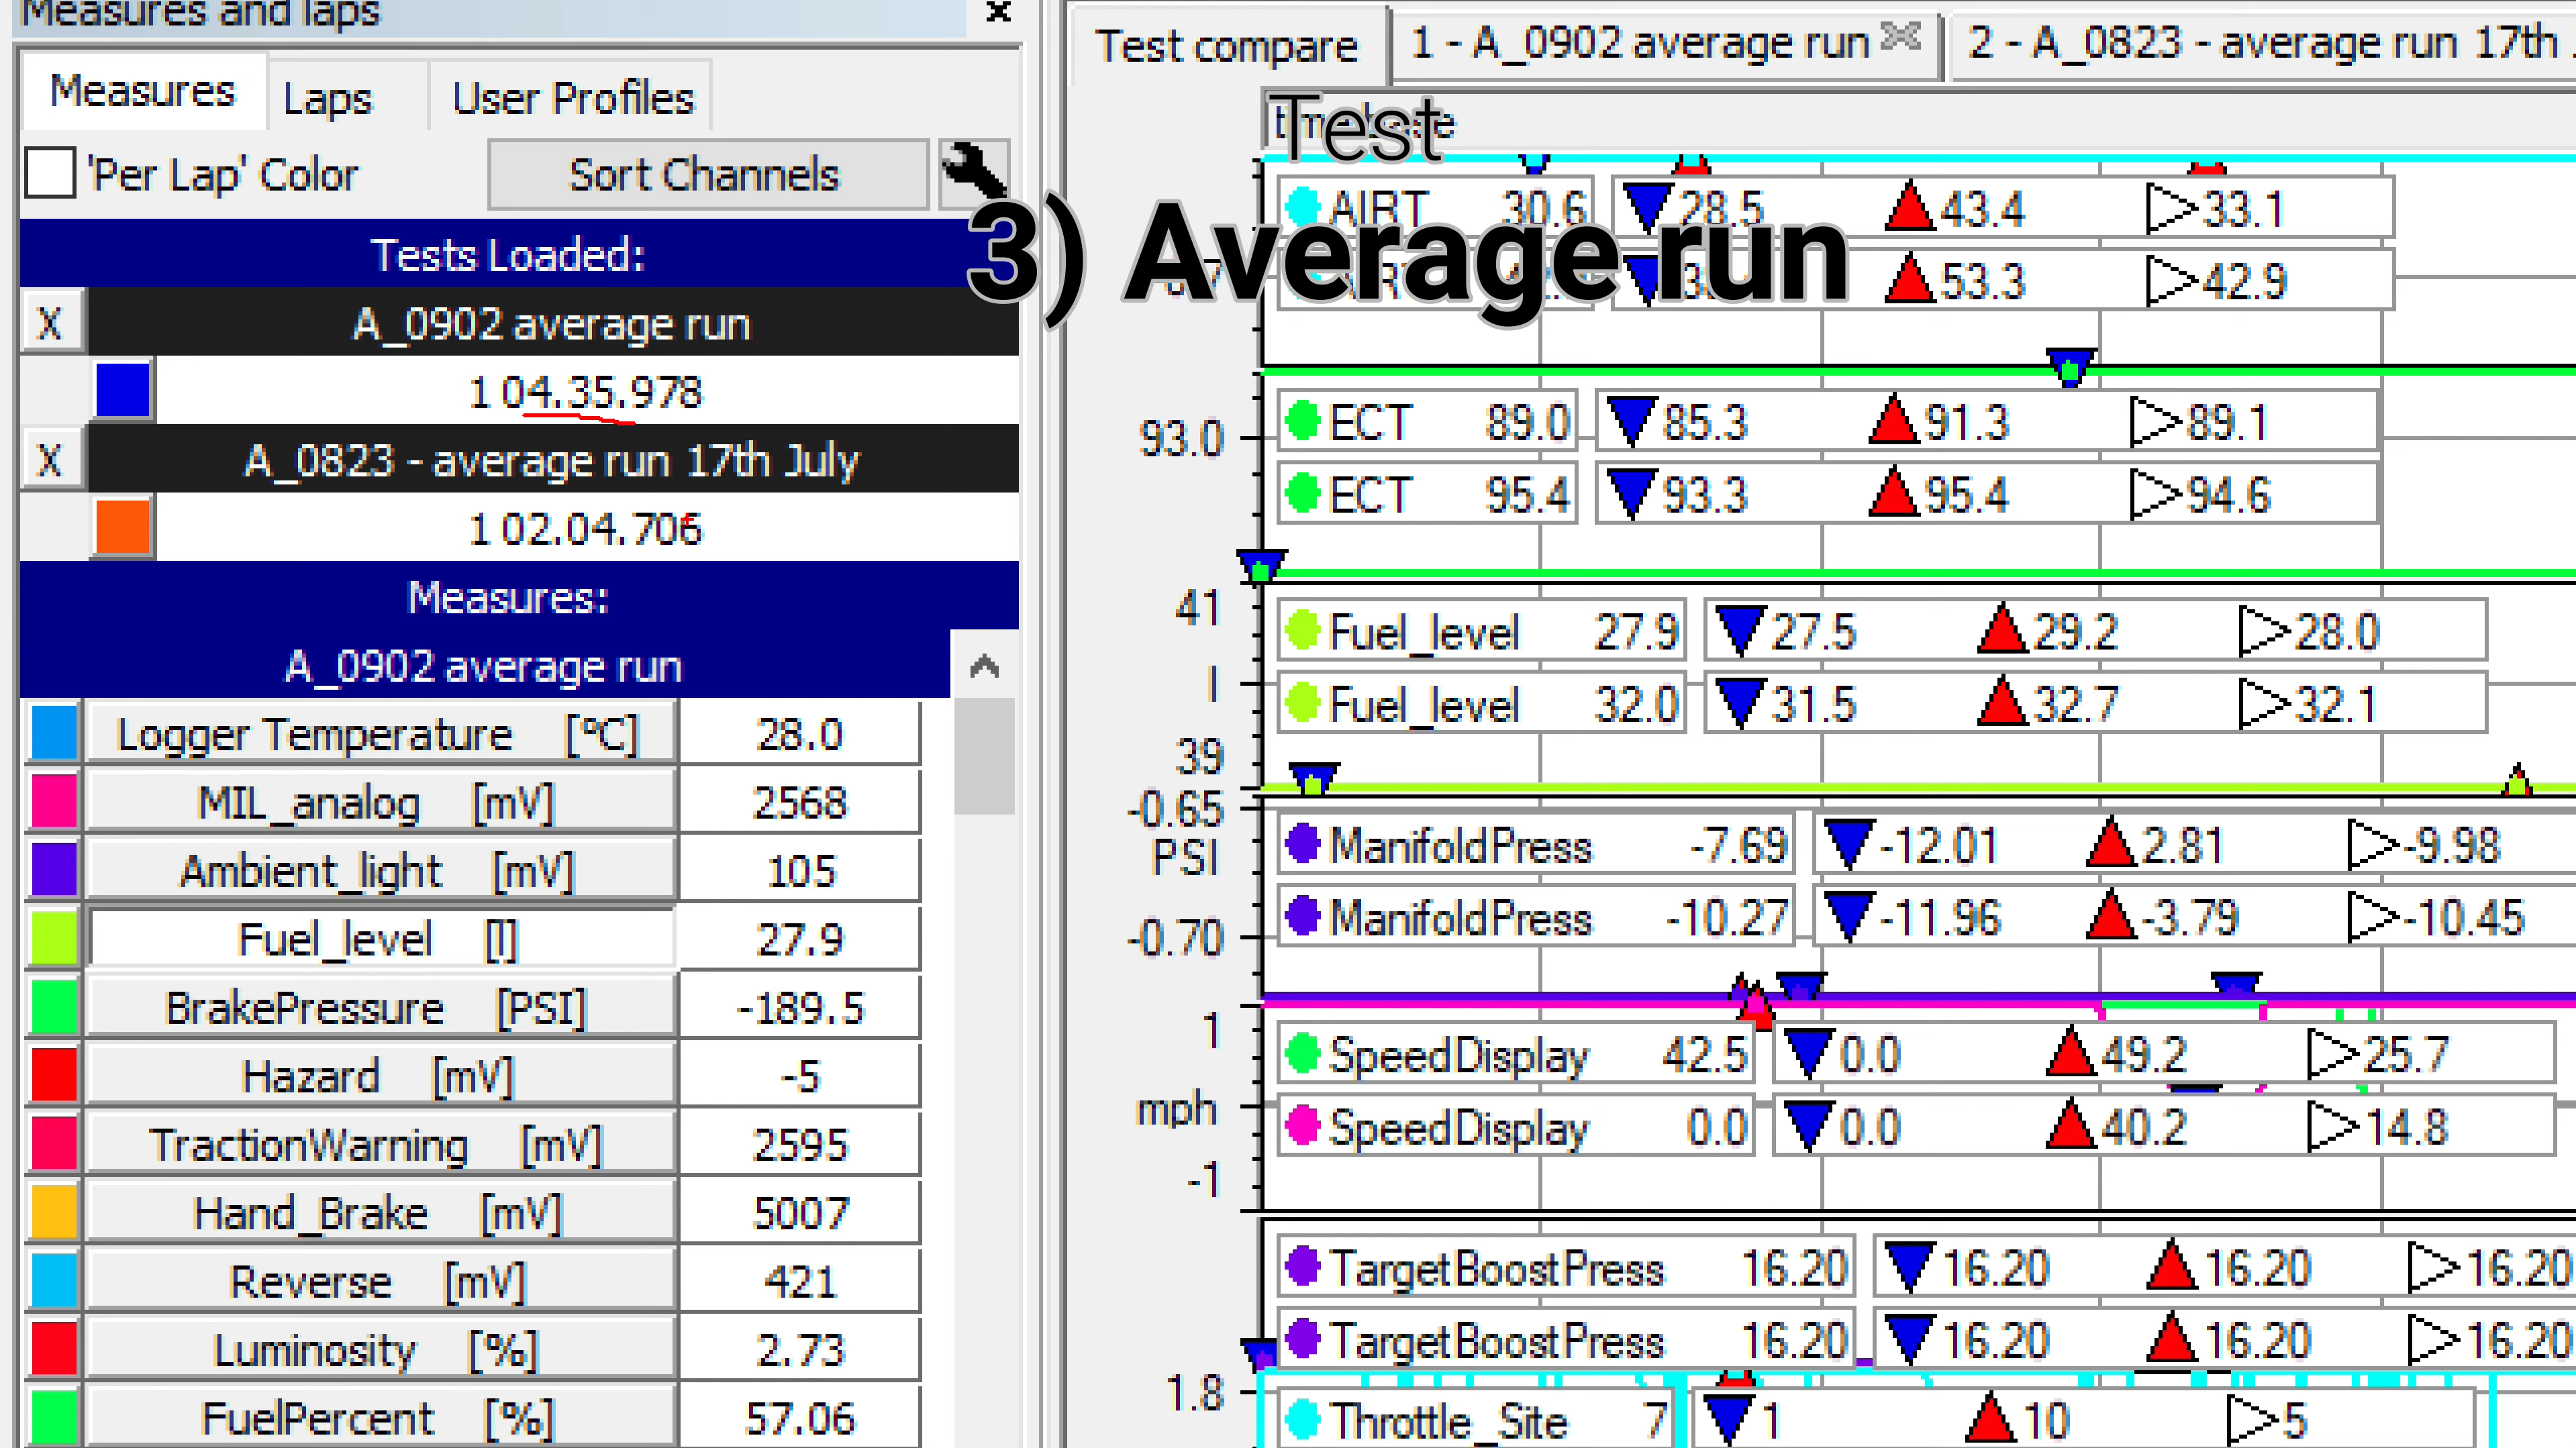 Measures and laps x
Measures Laps User Profiles
'Per Lap' Color Sort Channels
Tests Loaded:
X A_0902 average run
1 04.35.978
X A_0823 - average run 17th July
1 02.04.706
Measures:
A_0902 average run
Logger Temperature [°C] 28.0
MIL_analog [mV] 2568
Ambient_light [mV] 105
Fuel_level [l] 27.9
BrakePressure [PSI] -189.5
Hazard [mV] -5
TractionWarning [mV] 2595
Hand_Brake [mV] 5007
Reverse [mV] 421
Luminosity [%] 2.73
FuelPercent [%] 57.06
Test compare 1 - A_0902 average run 2 - A_0823 - average run 17th
Test
3) Average run
AIRT 30.6 28.5 43.4 33.1
53.3 42.9
ECT 89.0 85.3 91.3 89.1
93.0
ECT 95.4 93.3 95.4 94.6
41
Fuel_level 27.9 27.5 29.2 28.0
l
Fuel_level 32.0 31.5 32.7 32.1
39
-0.65
PSI
ManifoldPress -7.69 -12.01 2.81 -9.98
ManifoldPress -10.27 -11.96 -3.79 -10.45
-0.70
1
SpeedDisplay 42.5 0.0 49.2 25.7
mph
SpeedDisplay 0.0 0.0 40.2 14.8
-1
TargetBoostPress 16.20 16.20 16.20 16.20
TargetBoostPress 16.20 16.20 16.20 16.20
1.8
Throttle_Site 7 1 10 5